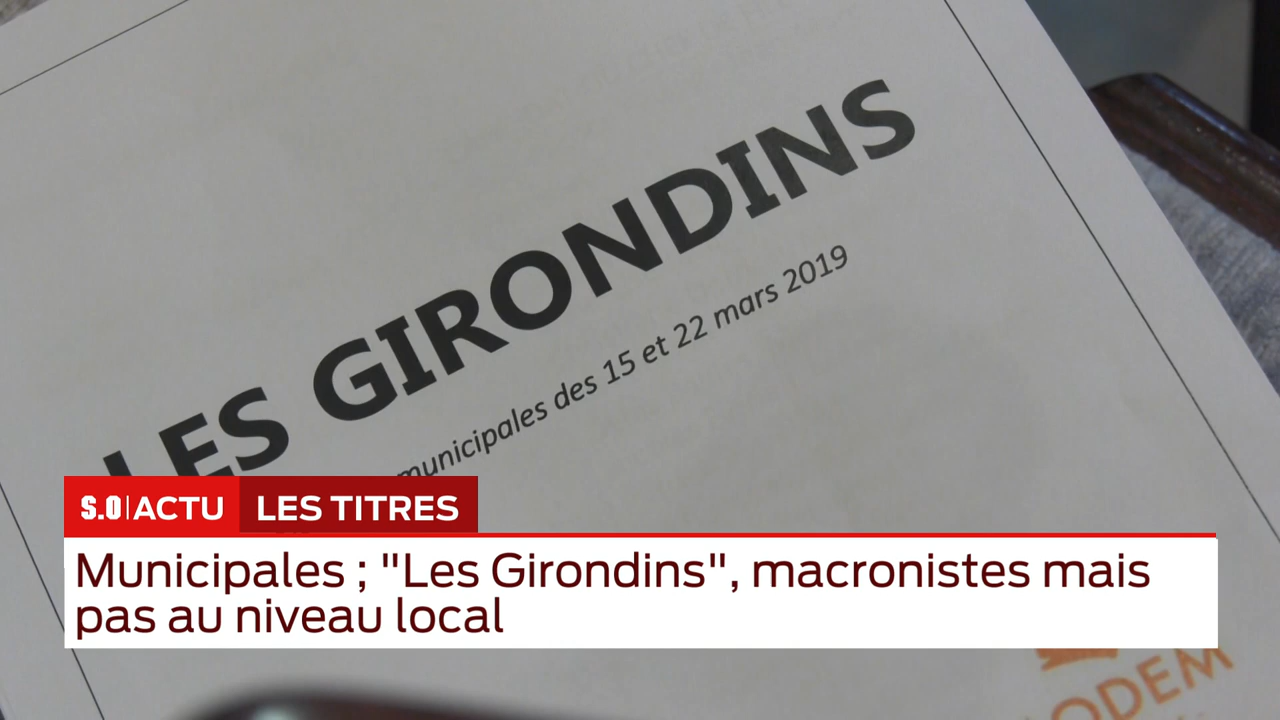 LES GIRONDINS
municipales des 15 et 22 mars 2019
S.O|ACTU LES TITRES
Municipales ; "Les Girondins", macronistes mais
pas au niveau local